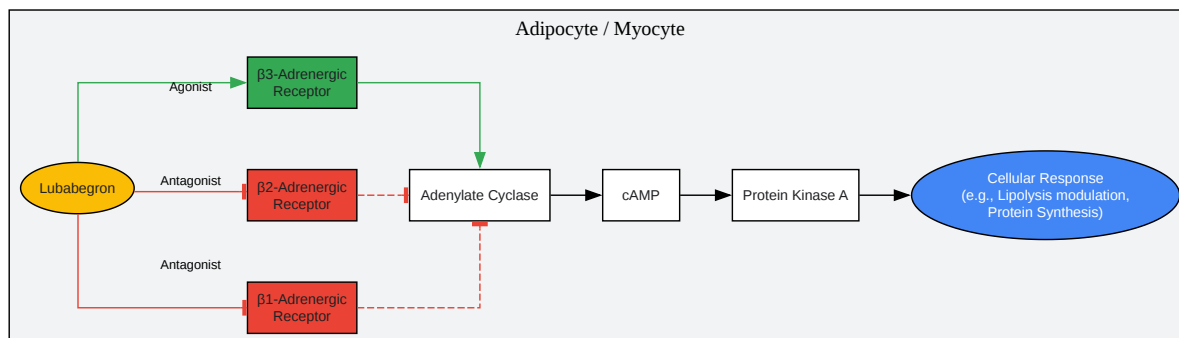 Adipocyte / Myocyte
β3-Adrenergic
Receptor
Agonist
Lubabegron
Antagonist
β2-Adrenergic
Receptor
Adenylate Cyclase
cAMP
Protein Kinase A
Cellular Response
(e.g., Lipolysis modulation,
Protein Synthesis)
Antagonist
β1-Adrenergic
Receptor